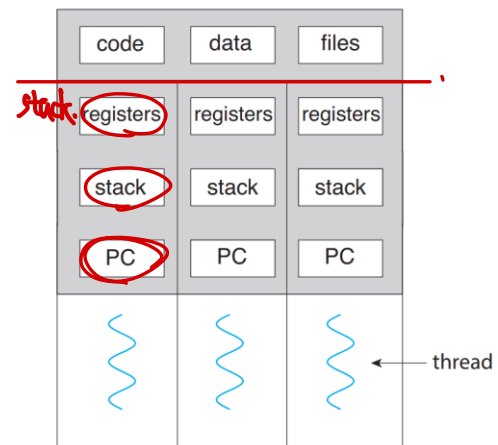 code data files
stack. registers registers registers
stack stack stack
PC PC PC
thread